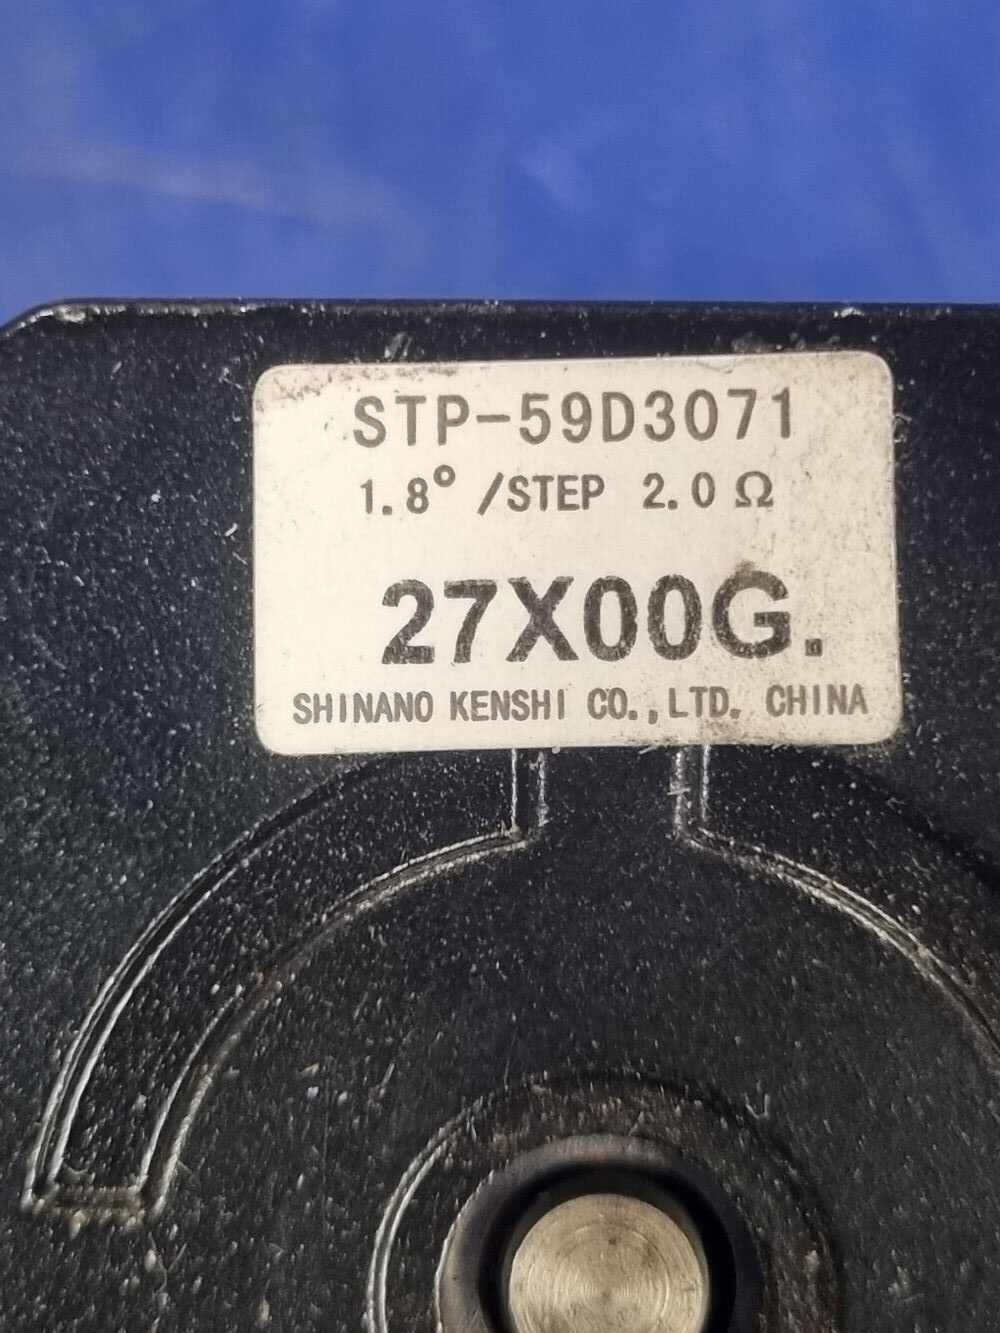 STP-59D3071
1.8° /STEP 2.0 Ω
27X00G.
SHINANO KENSHI CO., LTD. CHINA